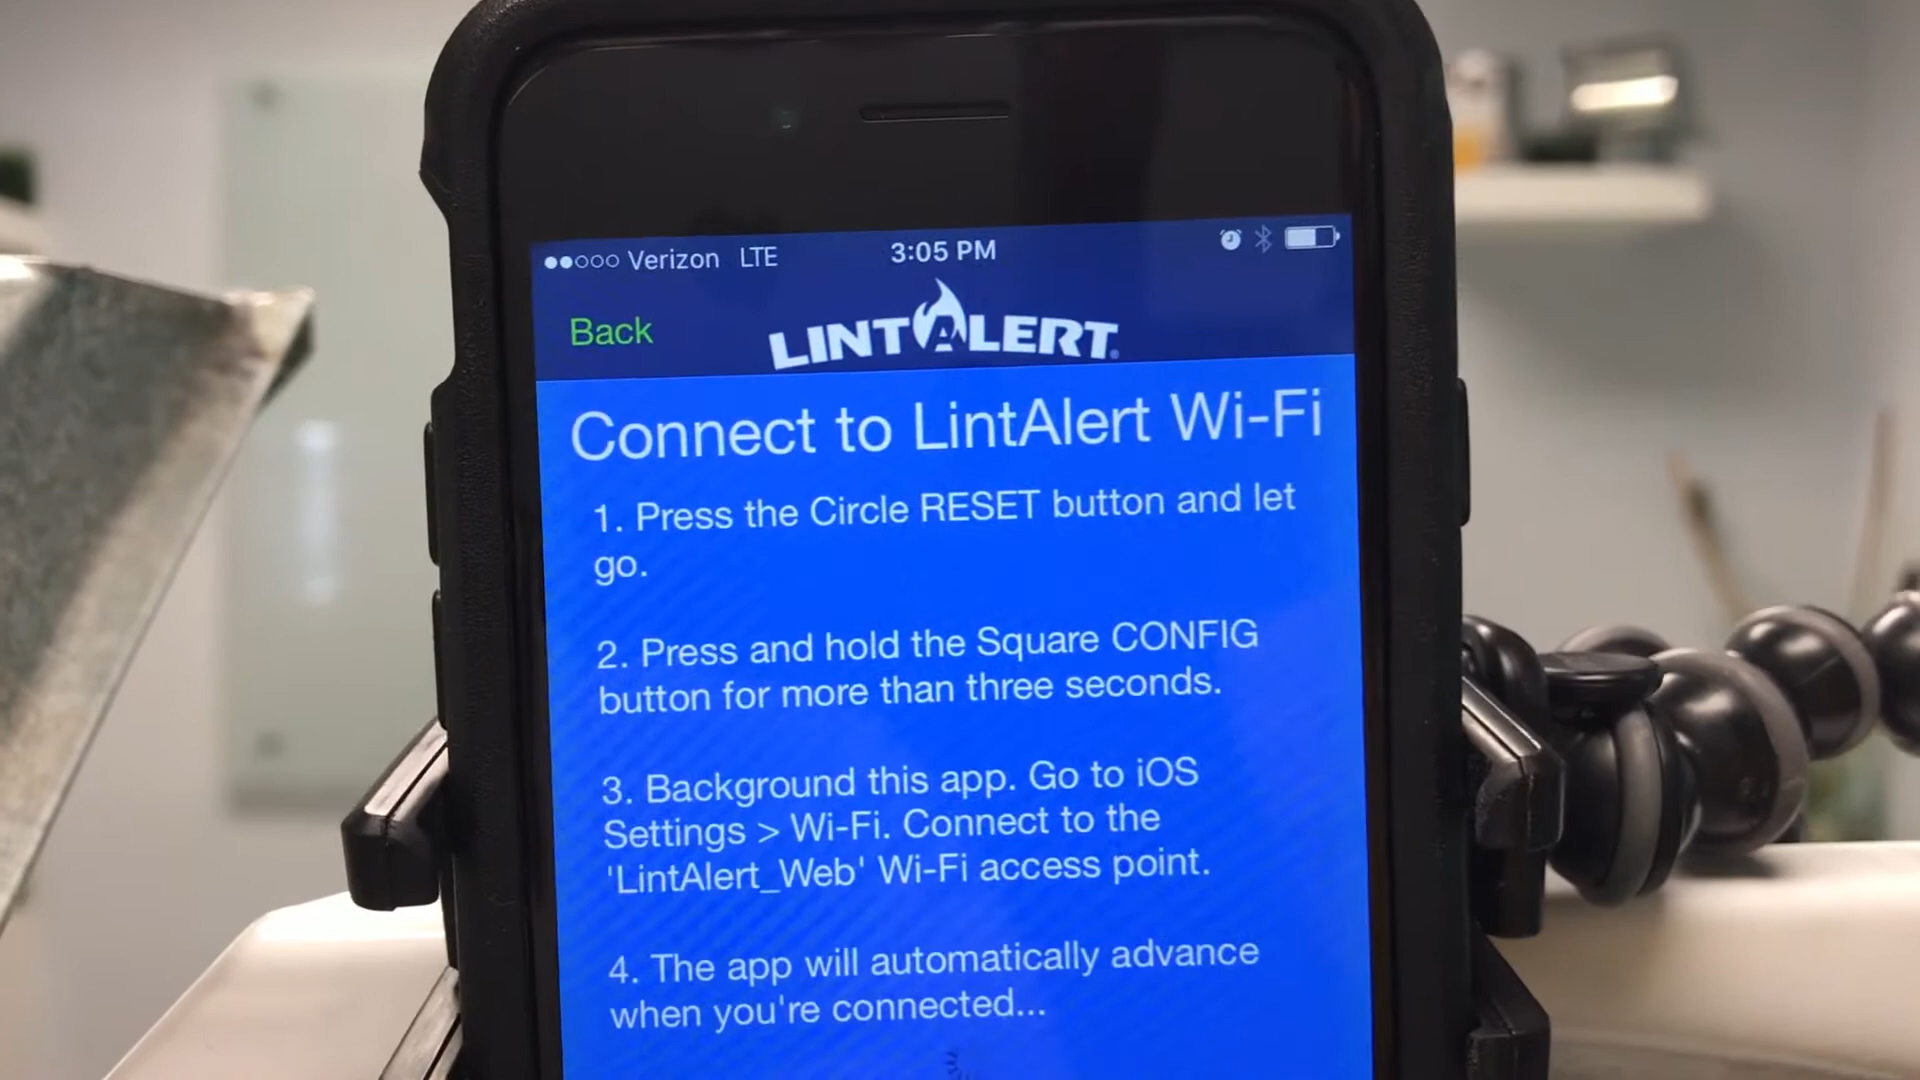 Verizon LTE 3:05 PM
Back
LINTALERT®
Connect to LintAlert Wi-Fi
1. Press the Circle RESET button and let
go.
2. Press and hold the Square CONFIG
button for more than three seconds.
3. Background this app. Go to iOS
Settings > Wi-Fi. Connect to the
'LintAlert_Web' Wi-Fi access point.
4. The app will automatically advance
when you're connected...